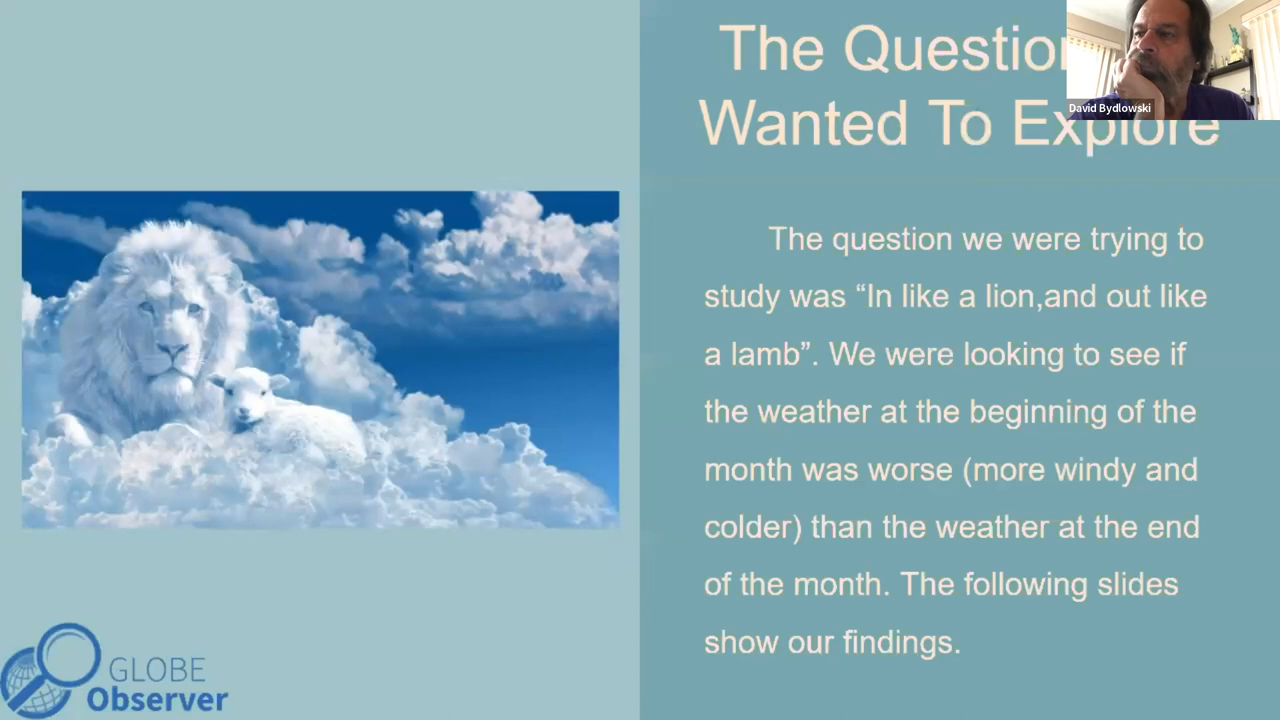 The Question
Wanted To Explore
David Bydlowski
The question we were trying to
study was “In like a lion,and out like
a lamb”. We were looking to see if
the weather at the beginning of the
month was worse (more windy and
colder) than the weather at the end
of the month. The following slides
show our findings.
GLOBE
Observer